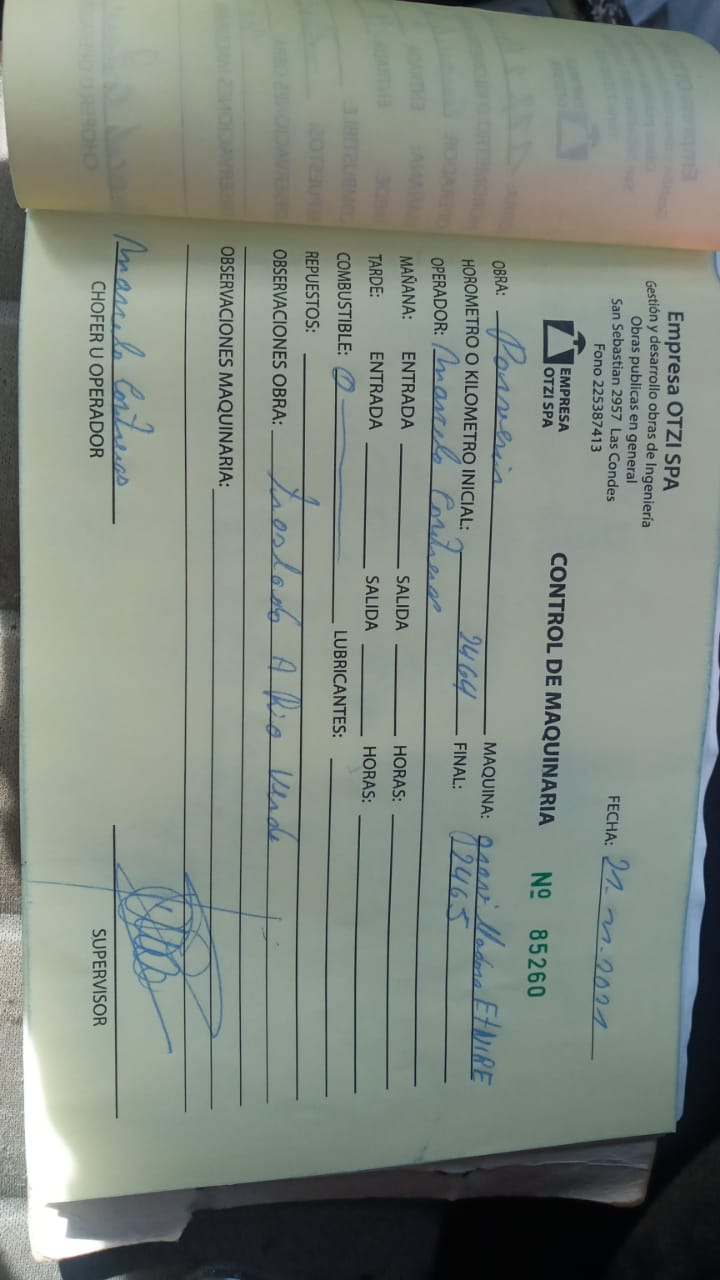 Empresa OTZI SPA
Gestión y desarrollo obras de Ingeniería
Obras publicas en general
San Sebastian 2957 Las Condes
Fono 225387413
FECHA: 21-11-2021
EMPRESA
OTZI SPA
CONTROL DE MAQUINARIA Nº 85260
OBRA: Porvenir MAQUINA: gravilladora EtNIRE
HOROMETRO O KILOMETRO INICIAL: 2464 FINAL: 2465
OPERADOR: Marcelo Contreras
MAÑANA: ENTRADA SALIDA HORAS:
TARDE: ENTRADA SALIDA HORAS:
COMBUSTIBLE: 0 LUBRICANTES:
REPUESTOS:
OBSERVACIONES OBRA: traslado A Rio Verde
OBSERVACIONES MAQUINARIA:
Marcelo Contreras
CHOFER U OPERADOR SUPERVISOR